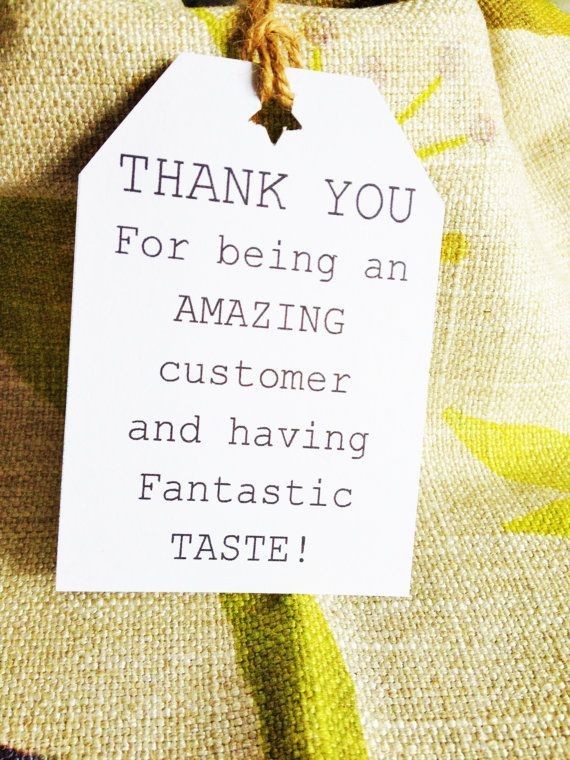 THANK YOU
For being an
AMAZING
customer
and having
Fantastic
TASTE!